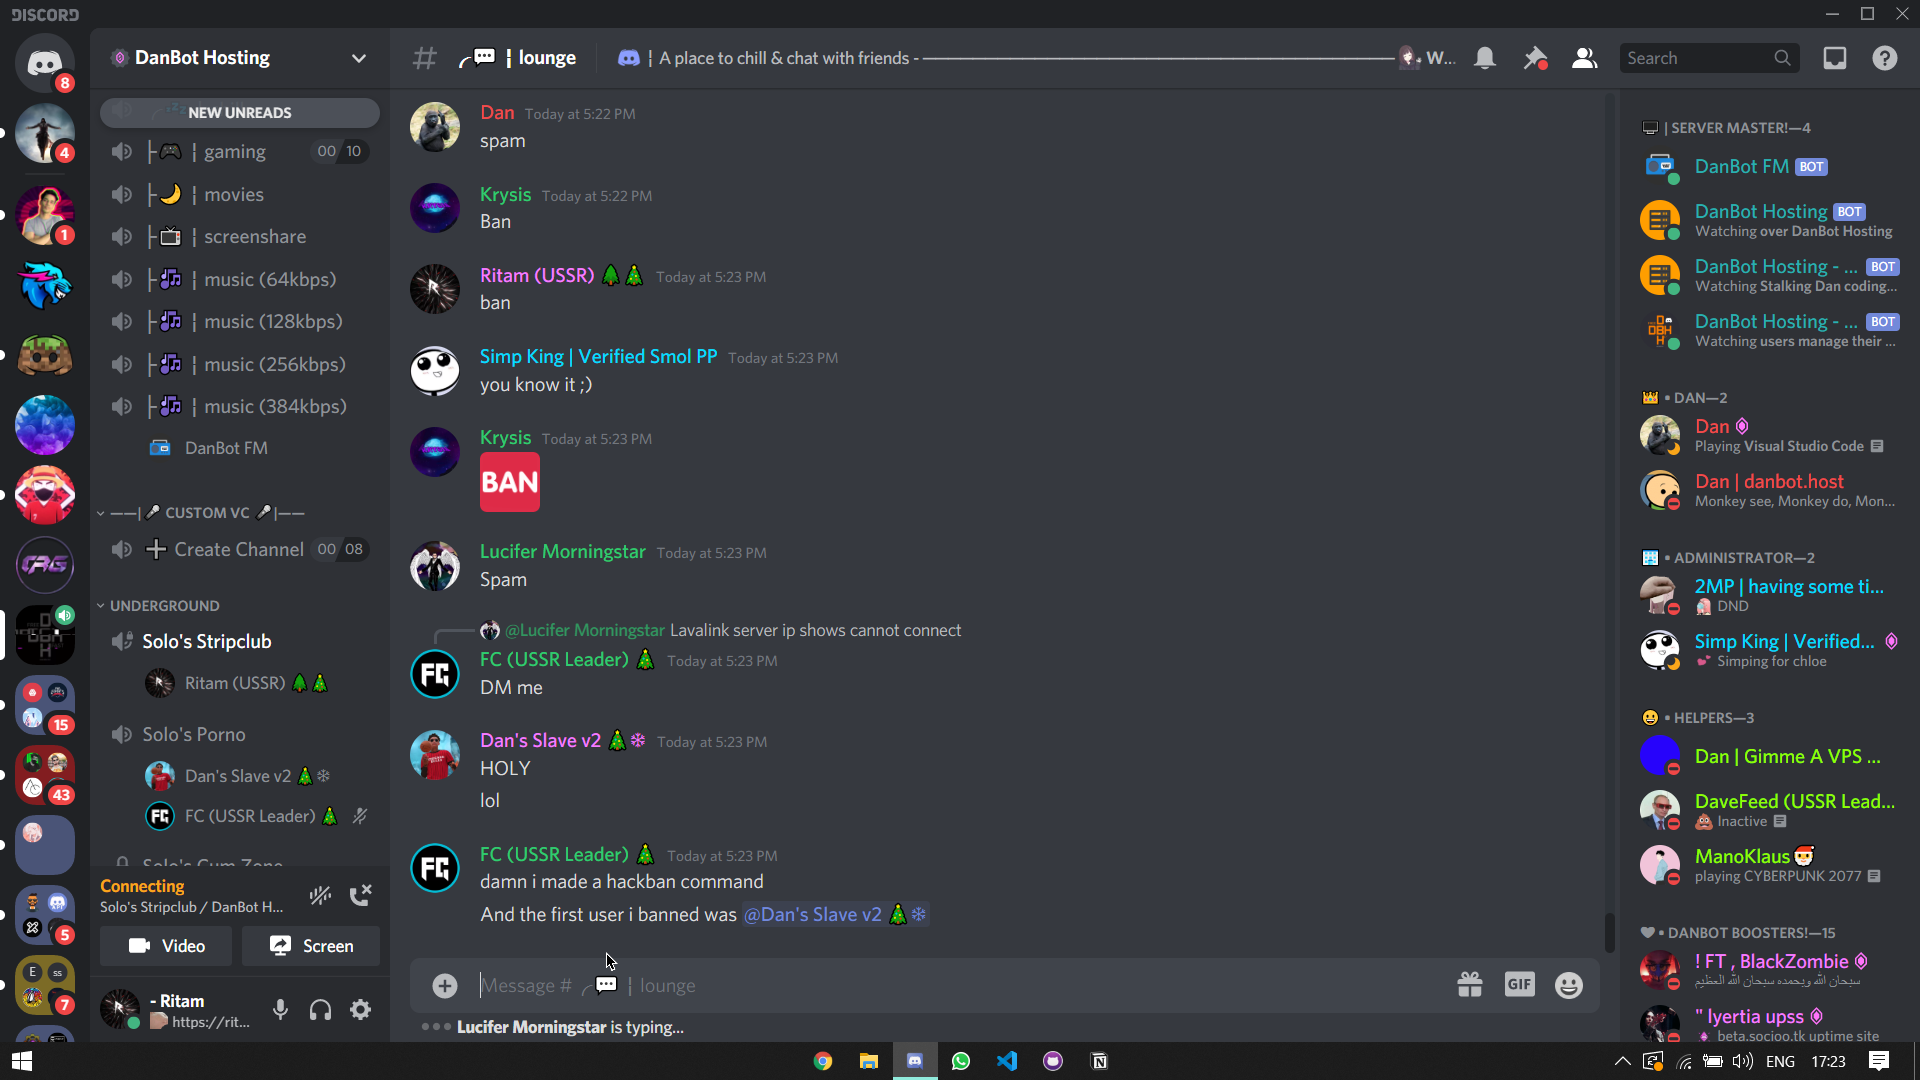 DISCORD
DanBot Hosting
NEW UNREADS
| gaming
00 10
| movies
| screenshare
| music (64kbps)
| music (128kbps)
| music (256kbps)
| music (384kbps)
DanBot FM
——| CUSTOM VC |——
Create Channel
00 08
UNDERGROUND
Solo's Stripclub
Ritam (USSR)
Solo's Porno
Dan's Slave v2
FC (USSR Leader)
Solo's Cum Zone
Connecting
Solo's Stripclub / DanBot H...
Video
Screen
- Ritam
https://rit...
8
4
1
15
43
5
E ss
7
| lounge
| A place to chill & chat with friends -
W...
Search
Dan Today at 5:22 PM
spam
Krysis Today at 5:22 PM
Ban
Ritam (USSR) Today at 5:23 PM
ban
Simp King | Verified Smol PP Today at 5:23 PM
you know it ;)
Krysis Today at 5:23 PM
BAN
Lucifer Morningstar Today at 5:23 PM
Spam
@Lucifer Morningstar Lavalink server ip shows cannot connect
FC (USSR Leader) Today at 5:23 PM
DM me
Dan's Slave v2 Today at 5:23 PM
HOLY
lol
FC (USSR Leader) Today at 5:23 PM
damn i made a hackban command
And the first user i banned was @Dan's Slave v2
Message # | lounge
GIF
Lucifer Morningstar is typing...
| SERVER MASTER!—4
DanBot FM BOT
DanBot Hosting BOT
Watching over DanBot Hosting
DanBot Hosting - ... BOT
Watching Stalking Dan coding...
DanBot Hosting - ... BOT
Watching users manage their ...
• DAN—2
Dan
Playing Visual Studio Code
Dan | danbot.host
Monkey see, Monkey do, Mon...
• ADMINISTRATOR—2
2MP | having some ti...
DND
Simp King | Verified...
Simping for chloe
• HELPERS—3
Dan | Gimme A VPS ...
DaveFeed (USSR Lead...
Inactive
ManoKlaus
playing CYBERPUNK 2077
• DANBOT BOOSTERS!—15
! FT , BlackZombie
سبحان الله وبحمده سبحان الله العظيم
" lyertia upss
beta.socioo.tk uptime site
ENG
17:23